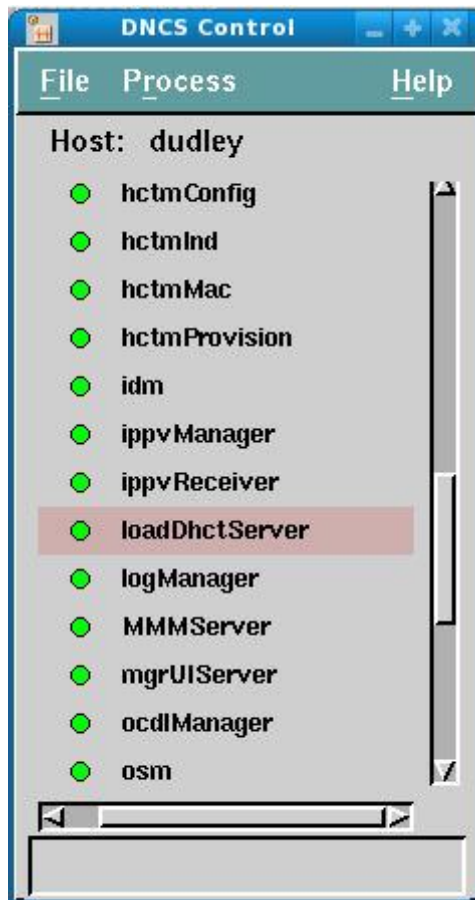 DNCS Control
File Process Help
Host: dudley
hctmConfig
hctmInd
hctmMac
hctmProvision
idm
ippvManager
ippvReceiver
loadDhctServer
logManager
MMMServer
mgrUIServer
ocdlManager
osm